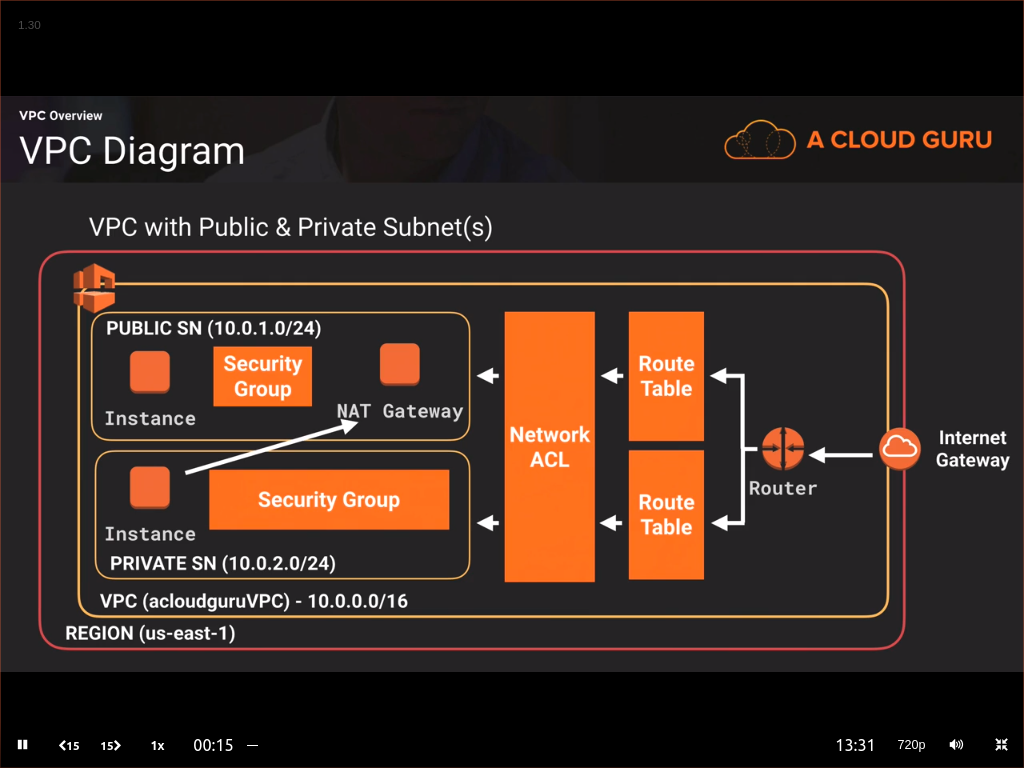 1.30
VPC Overview
VPC Diagram
A CLOUD GURU
VPC with Public & Private Subnet(s)
PUBLIC SN (10.0.1.0/24)
Security
Group
Instance
NAT Gateway
Instance
Security Group
PRIVATE SN (10.0.2.0/24)
Network
ACL
Route
Table
Route
Table
Router
Internet
Gateway
VPC (acloudguruVPC) - 10.0.0.0/16
REGION (us-east-1)
15
15
1x
00:15
13:31
720p